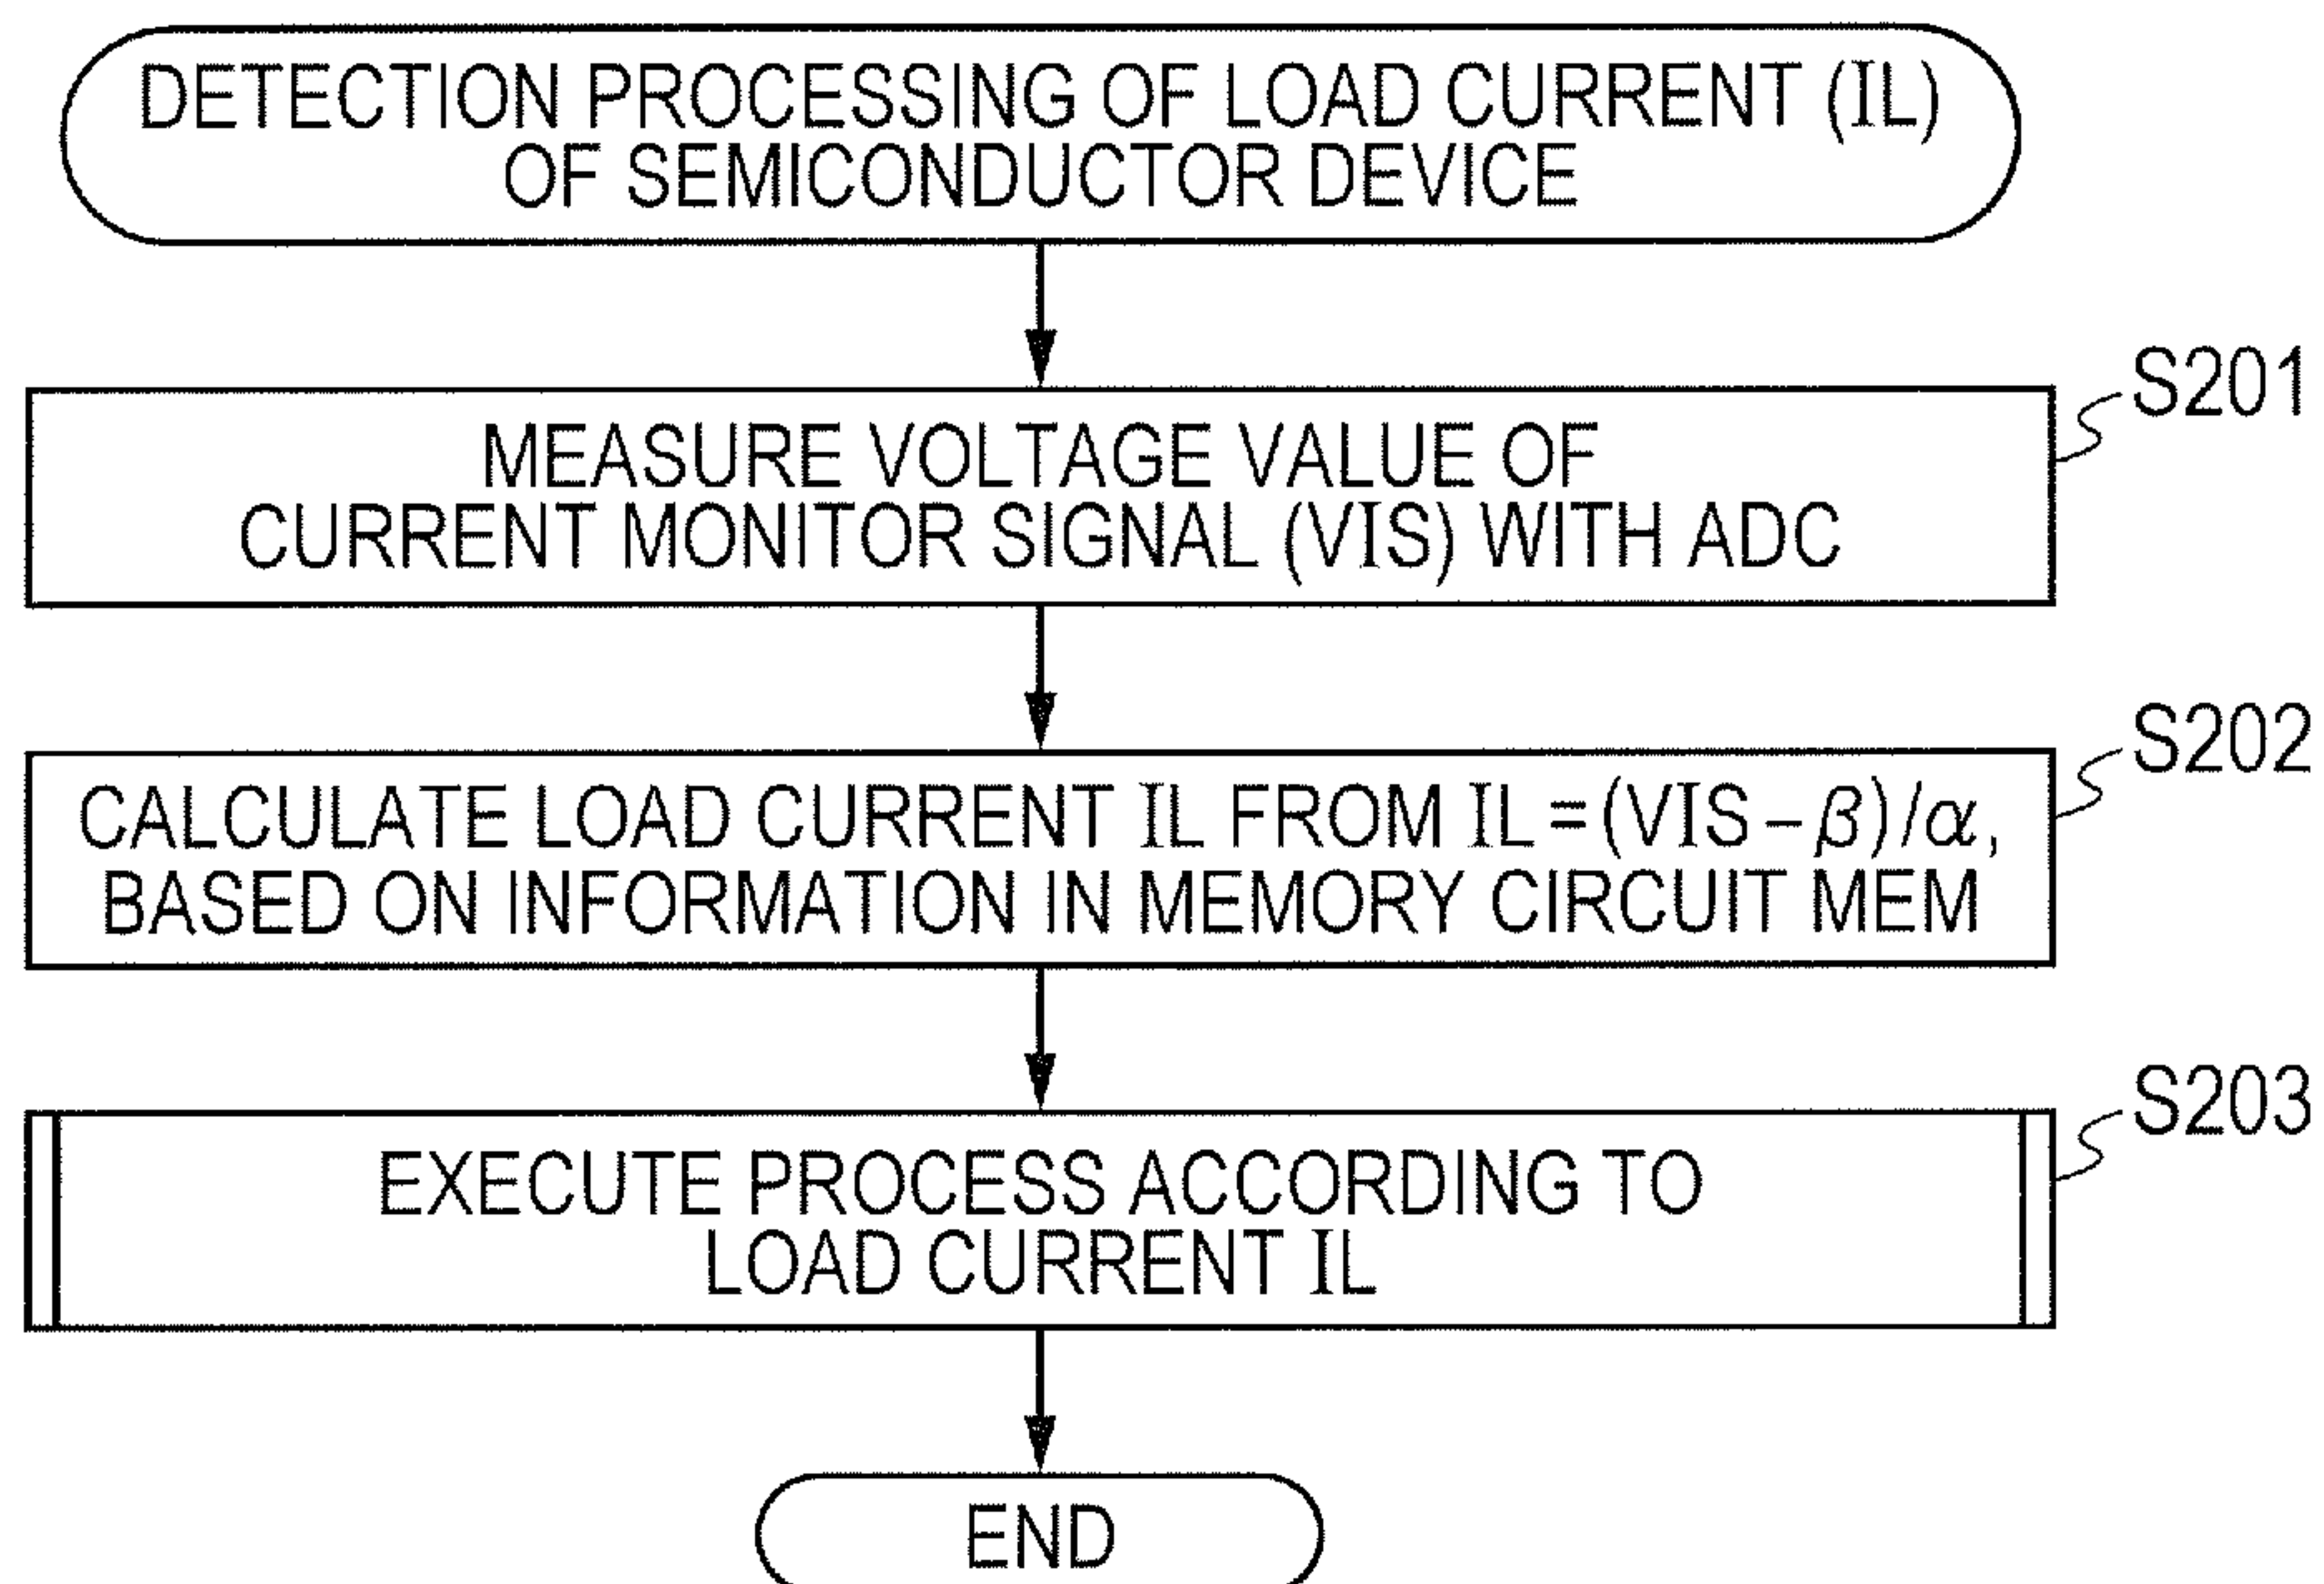 DETECTION PROCESSING OF LOAD CURRENT (IL)
OF SEMICONDUCTOR DEVICE
S201
MEASURE VOLTAGE VALUE OF
CURRENT MONITOR SIGNAL (VIS) WITH ADC
S202
CALCULATE LOAD CURRENT IL FROM IL=(VIS-β)/α,
BASED ON INFORMATION IN MEMORY CIRCUIT MEM
S203
EXECUTE PROCESS ACCORDING TO
LOAD CURRENT IL
END